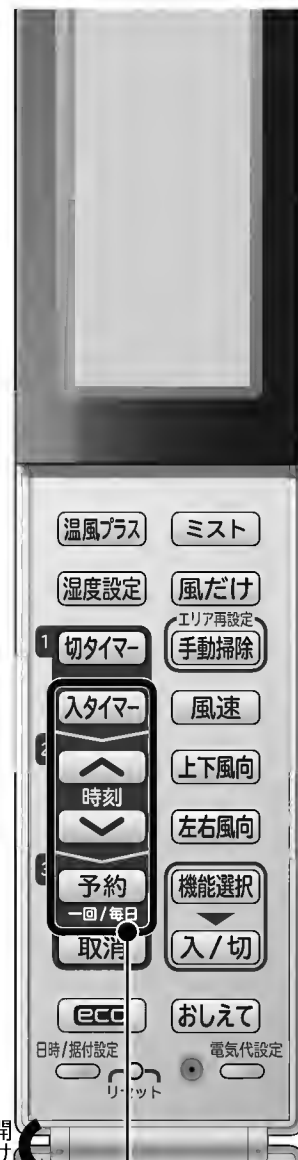 温風プラス ミスト
湿度設定 風だけ
エリア再設定
1 切タイマー 手動掃除
入タイマー 風速
2
上下風向
時刻
左右風向
3
予約 機能選択
一回/毎日
取消 入/切
eco おしえて
日時/据付設定 電気代設定
リセット
開
け